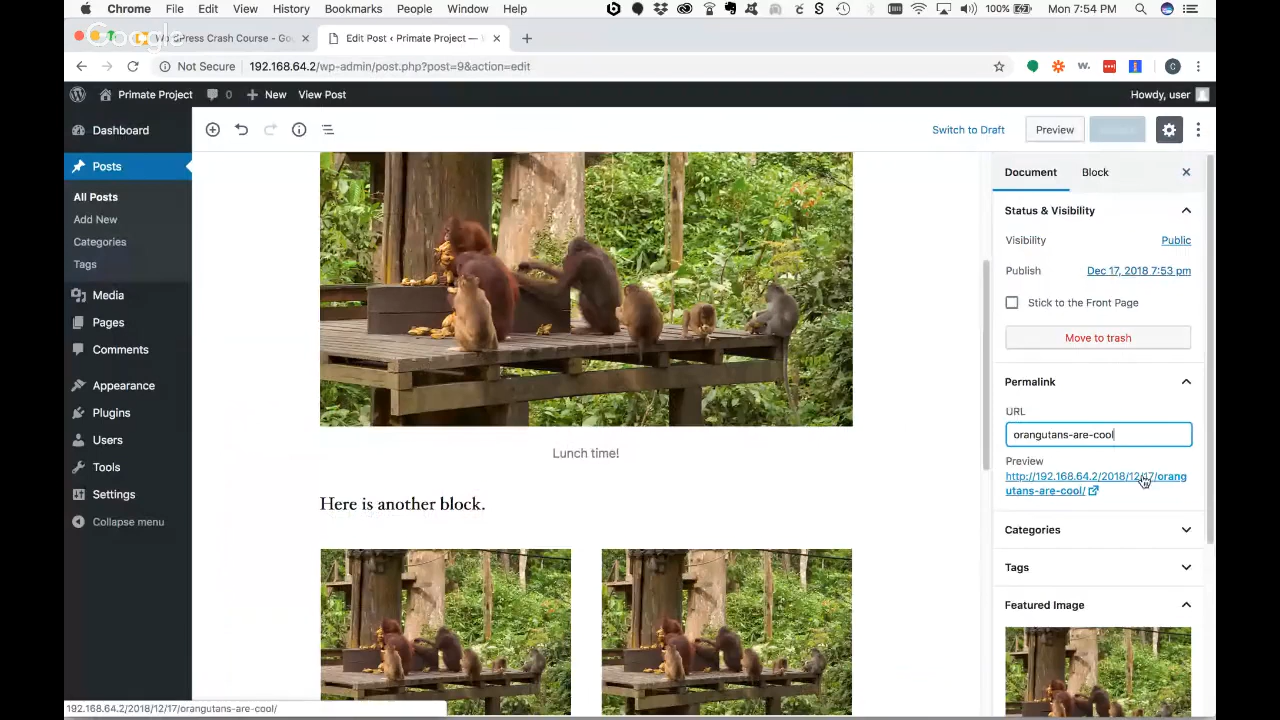 Chrome File Edit View History Bookmarks People Window Help 100% Mon 7:54 PM
Google
WordPress Crash Course - Go Edit Post ‹ Primate Project —
Not Secure 192.168.64.2/wp-admin/post.php?post=9&action=edit
Primate Project 0 New View Post Howdy, user
Dashboard
Posts
All Posts
Add New
Categories
Tags
Media
Pages
Comments
Appearance
Plugins
Users
Tools
Settings
Collapse menu
Switch to Draft Preview
Lunch time!
Here is another block.
Document Block
Status & Visibility
Visibility Public
Publish Dec 17, 2018 7:53 pm
Stick to the Front Page
Move to trash
Permalink
URL
orangutans-are-cool
Preview
http://192.168.64.2/2018/12/17/orang
utans-are-cool/
Categories
Tags
Featured Image
192.168.64.2/2018/12/17/orangutans-are-cool/